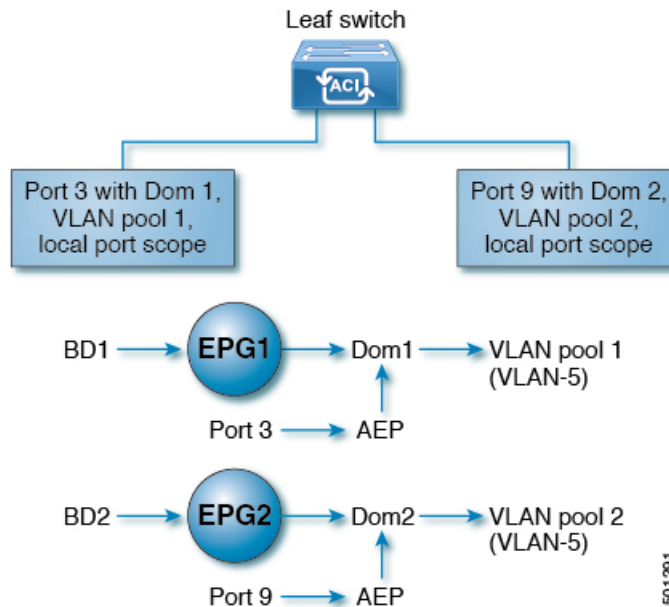 Leaf switch
ACI
Port 3 with Dom 1,
VLAN pool 1,
local port scope
Port 9 with Dom 2,
VLAN pool 2,
local port scope
BD1
EPG1
Dom1
VLAN pool 1
(VLAN-5)
Port 3
AEP
BD2
EPG2
Dom2
VLAN pool 2
(VLAN-5)
Port 9
AEP